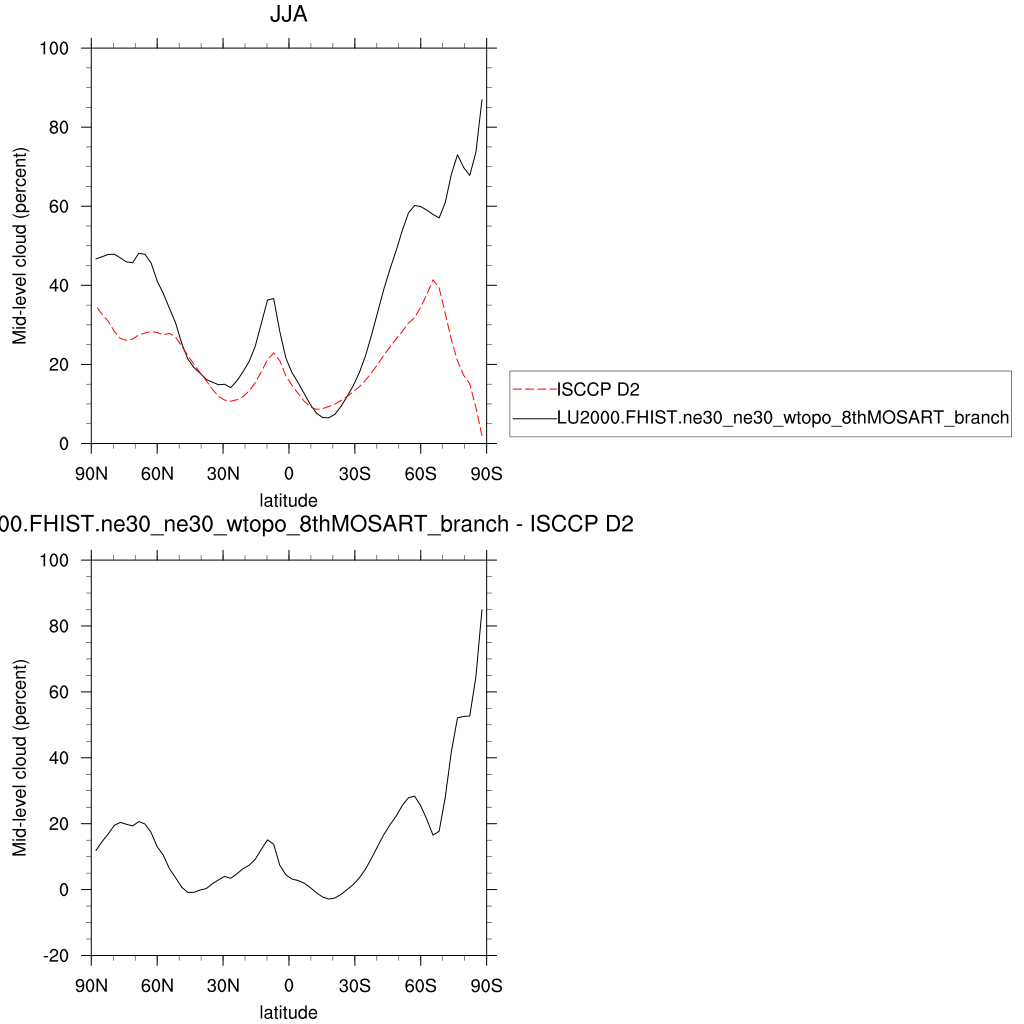 JJA
Mid-level cloud (percent)
100
80
60
40
20
0
90N 60N 30N 0 30S 60S 90S
latitude
ISCCP D2
LU2000.FHIST.ne30_ne30_wtopo_8thMOSART_branch
00.FHIST.ne30_ne30_wtopo_8thMOSART_branch - ISCCP D2
Mid-level cloud (percent)
100
80
60
40
20
0
-20
90N 60N 30N 0 30S 60S 90S
latitude